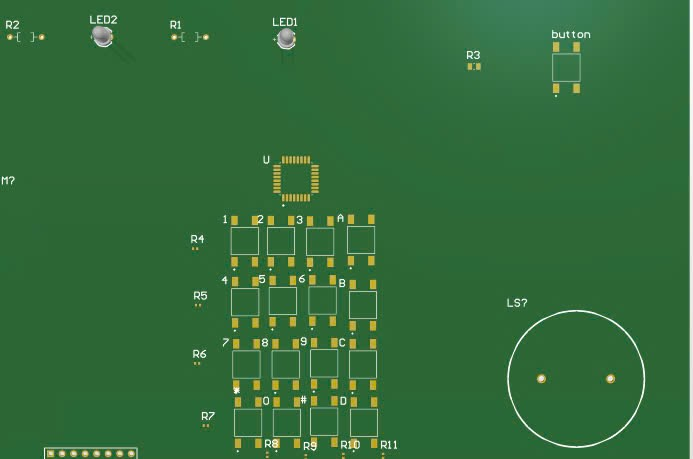 R2 LED2 R1 LED1
button
R3
U
M?
1 2 3 A
R4
4 5 6 B
R5
LS?
7 8 9 C
R6
* 0 # D
R7
R8 R9 R10 R11